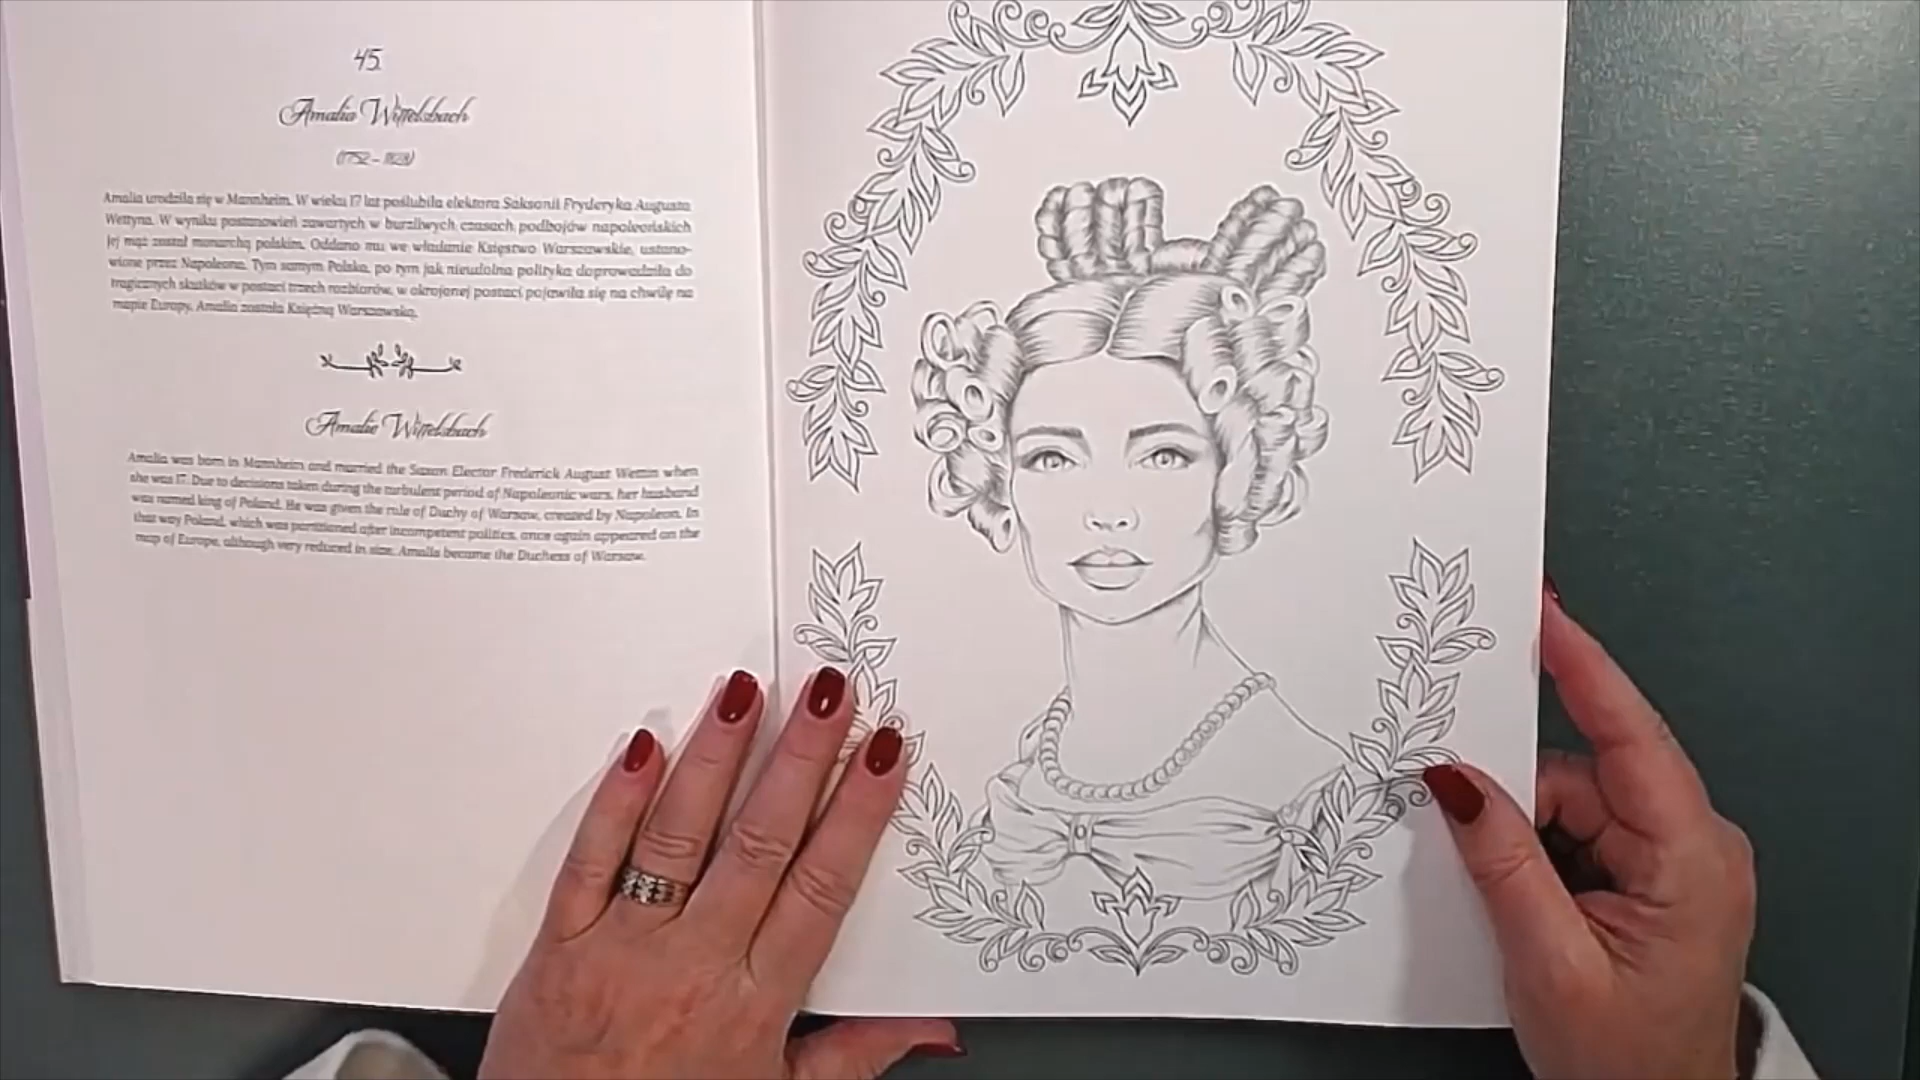 45
Amalia Wittelsbach
(1752 – 1828)
Amalia urodziła się w Mannheim. W wieku 17 lat poślubiła elektora Saksonii Fryderyka Augusta
Wettyna. W wyniku postanowień zawartych w burzliwych czasach podbojów napoleońskich
jej mąż został monarchą polskim. Oddano mu we władanie Księstwo Warszawskie, ustano-
wione przez Napoleona. Tym samym Polska, po tym jak nieudolna polityka doprowadziła do
tragicznych skutków w postaci trzech rozbiorów, w okrojonej postaci pojawiła się na chwilę na
mapie Europy. Amalia została Księżną Warszawską.
Amalie Wittelsbach
Amalia was born in Mannheim and married the Saxon Elector Frederick August Wettin when
she was 17. Due to decisions taken during the turbulent period of Napoleonic wars, her husband
was named king of Poland. He was given the rule of Duchy of Warsaw, created by Napoleon. In
that way Poland, which was partitioned after incompetent politics, once again appeared on the
map of Europe, although very reduced in size. Amalia became the Duchess of Warsaw.